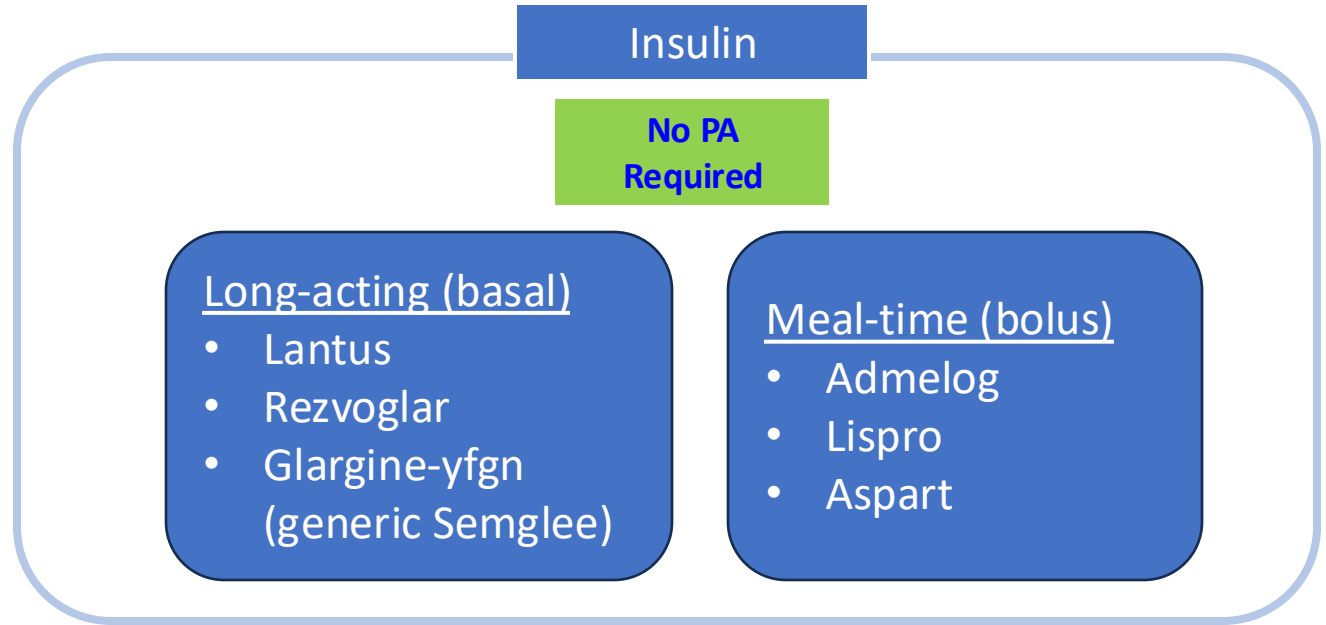 Insulin
No PA
Required
Long-acting (basal)
• Lantus
• Rezvoglar
• Glargine-yfgn
(generic Semglee)
Meal-time (bolus)
• Admelog
• Lispro
• Aspart